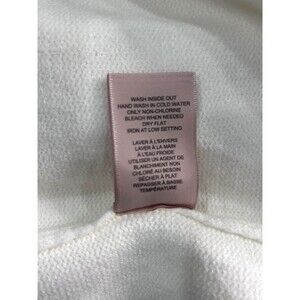 WASH INSIDE OUT
HAND WASH IN COLD WATER
ONLY NON-CHLORINE
BLEACH WHEN NEEDED
DRY FLAT
IRON AT LOW SETTING
LAVER À L'ENVERS
LAVER À LA MAIN
À L'EAU FROIDE
UTILISER UN AGENT DE
BLANCHIMENT NON
CHLORÉ AU BESOIN
SÉCHER À PLAT
REPASSER À BASSE
TEMPÉRATURE